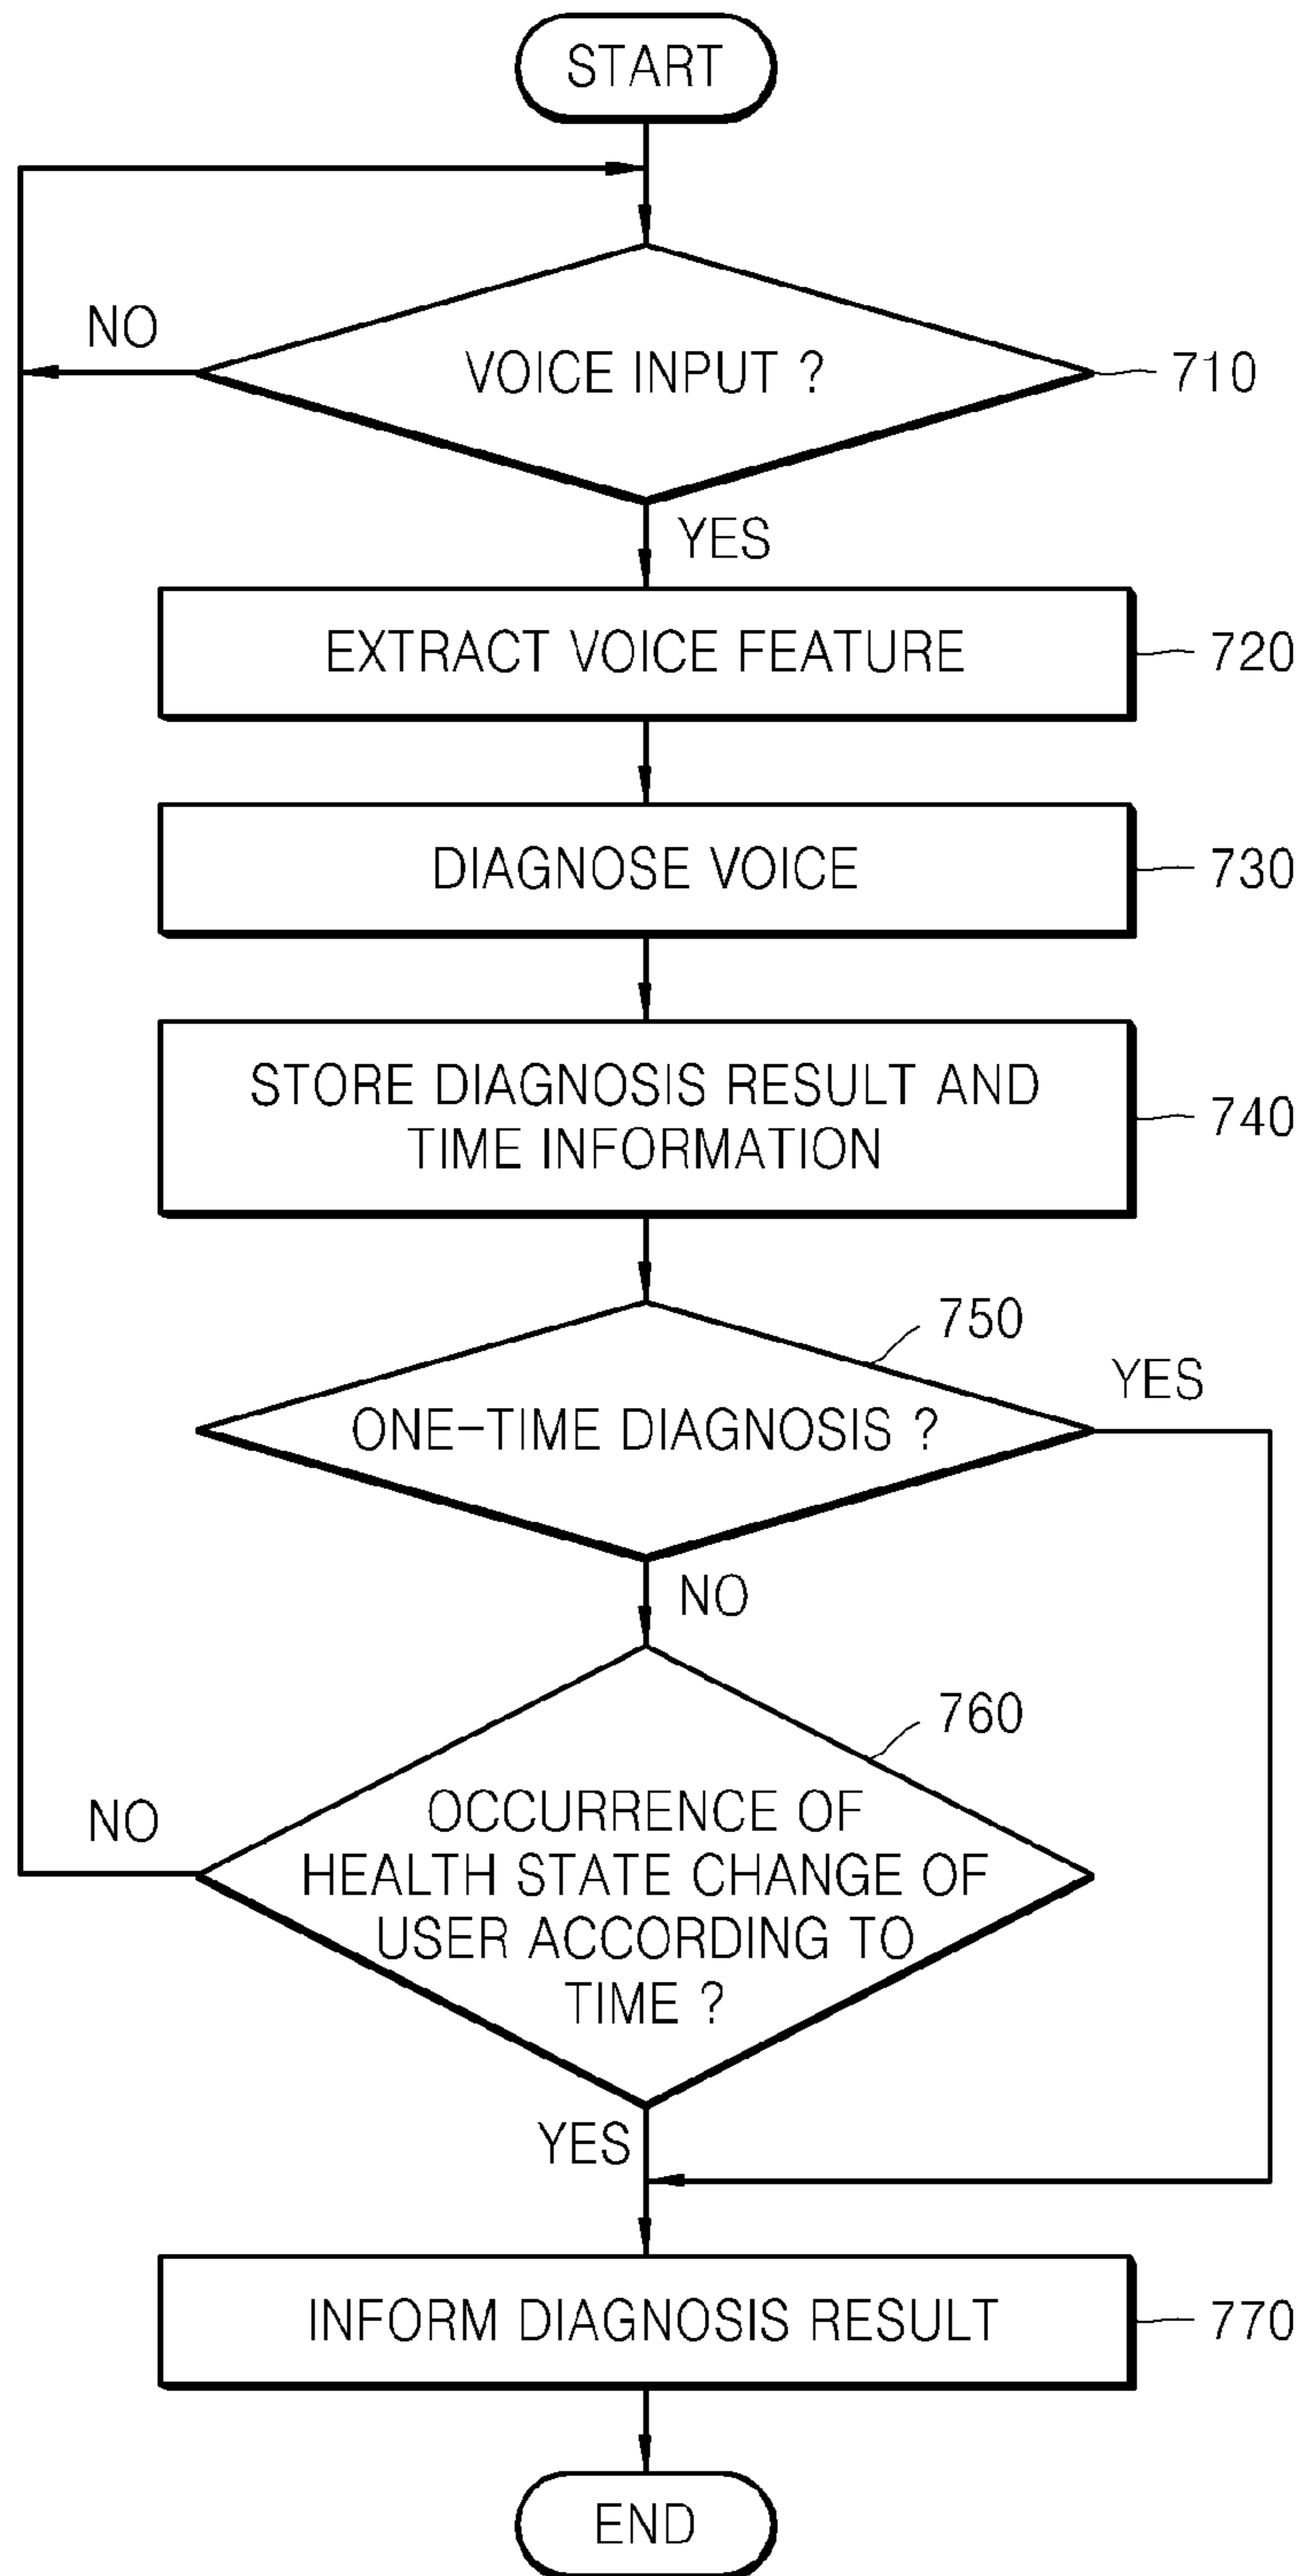 START
NO
VOICE INPUT ?
710
YES
EXTRACT VOICE FEATURE
720
DIAGNOSE VOICE
730
STORE DIAGNOSIS RESULT AND
TIME INFORMATION
740
750
YES
ONE-TIME DIAGNOSIS ?
NO
760
NO
OCCURRENCE OF
HEALTH STATE CHANGE OF
USER ACCORDING TO
TIME ?
YES
INFORM DIAGNOSIS RESULT
770
END